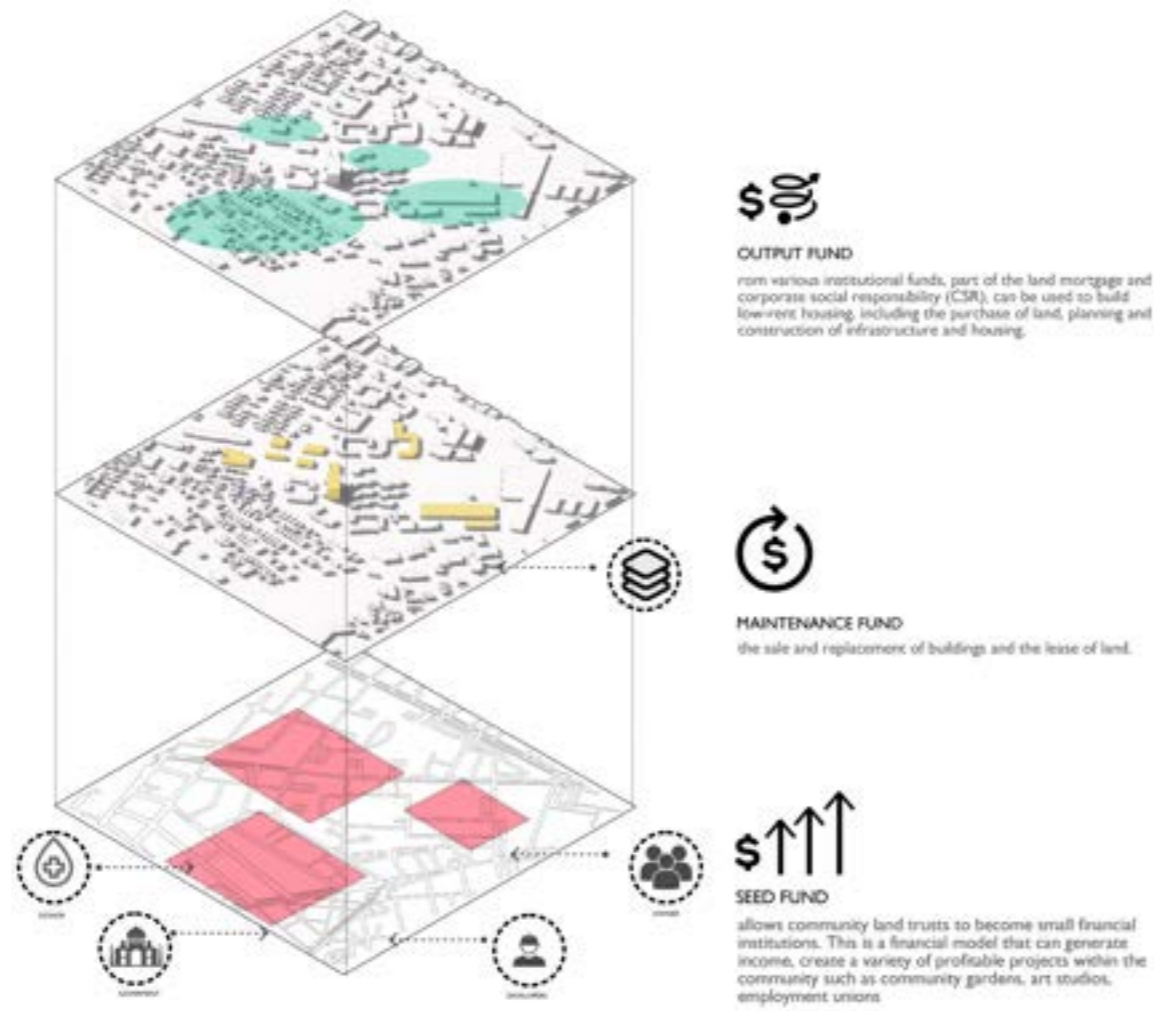 $
OUTPUT FUND
rom various institutional funds, part of the land mortgage and
corporate social responsibility (CSR), can be used to build
low-rent housing, including the purchase of land, planning and
construction of infrastructure and housing.
$
MAINTENANCE FUND
the sale and replacement of buildings and the lease of land.
$
SEED FUND
allows community land trusts to become small financial
institutions. This is a financial model that can generate
income, create a variety of profitable projects within the
community such as community gardens, art studios,
employment unions